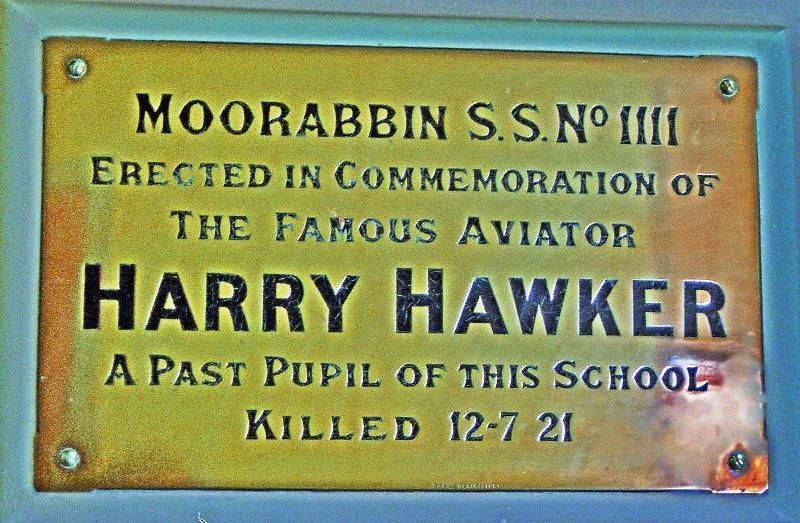 MOORABBIN S.S. Nº 1111
ERECTED IN COMMEMORATION OF
THE FAMOUS AVIATOR
HARRY HAWKER
A PAST PUPIL OF THIS SCHOOL
KILLED 12-7 21